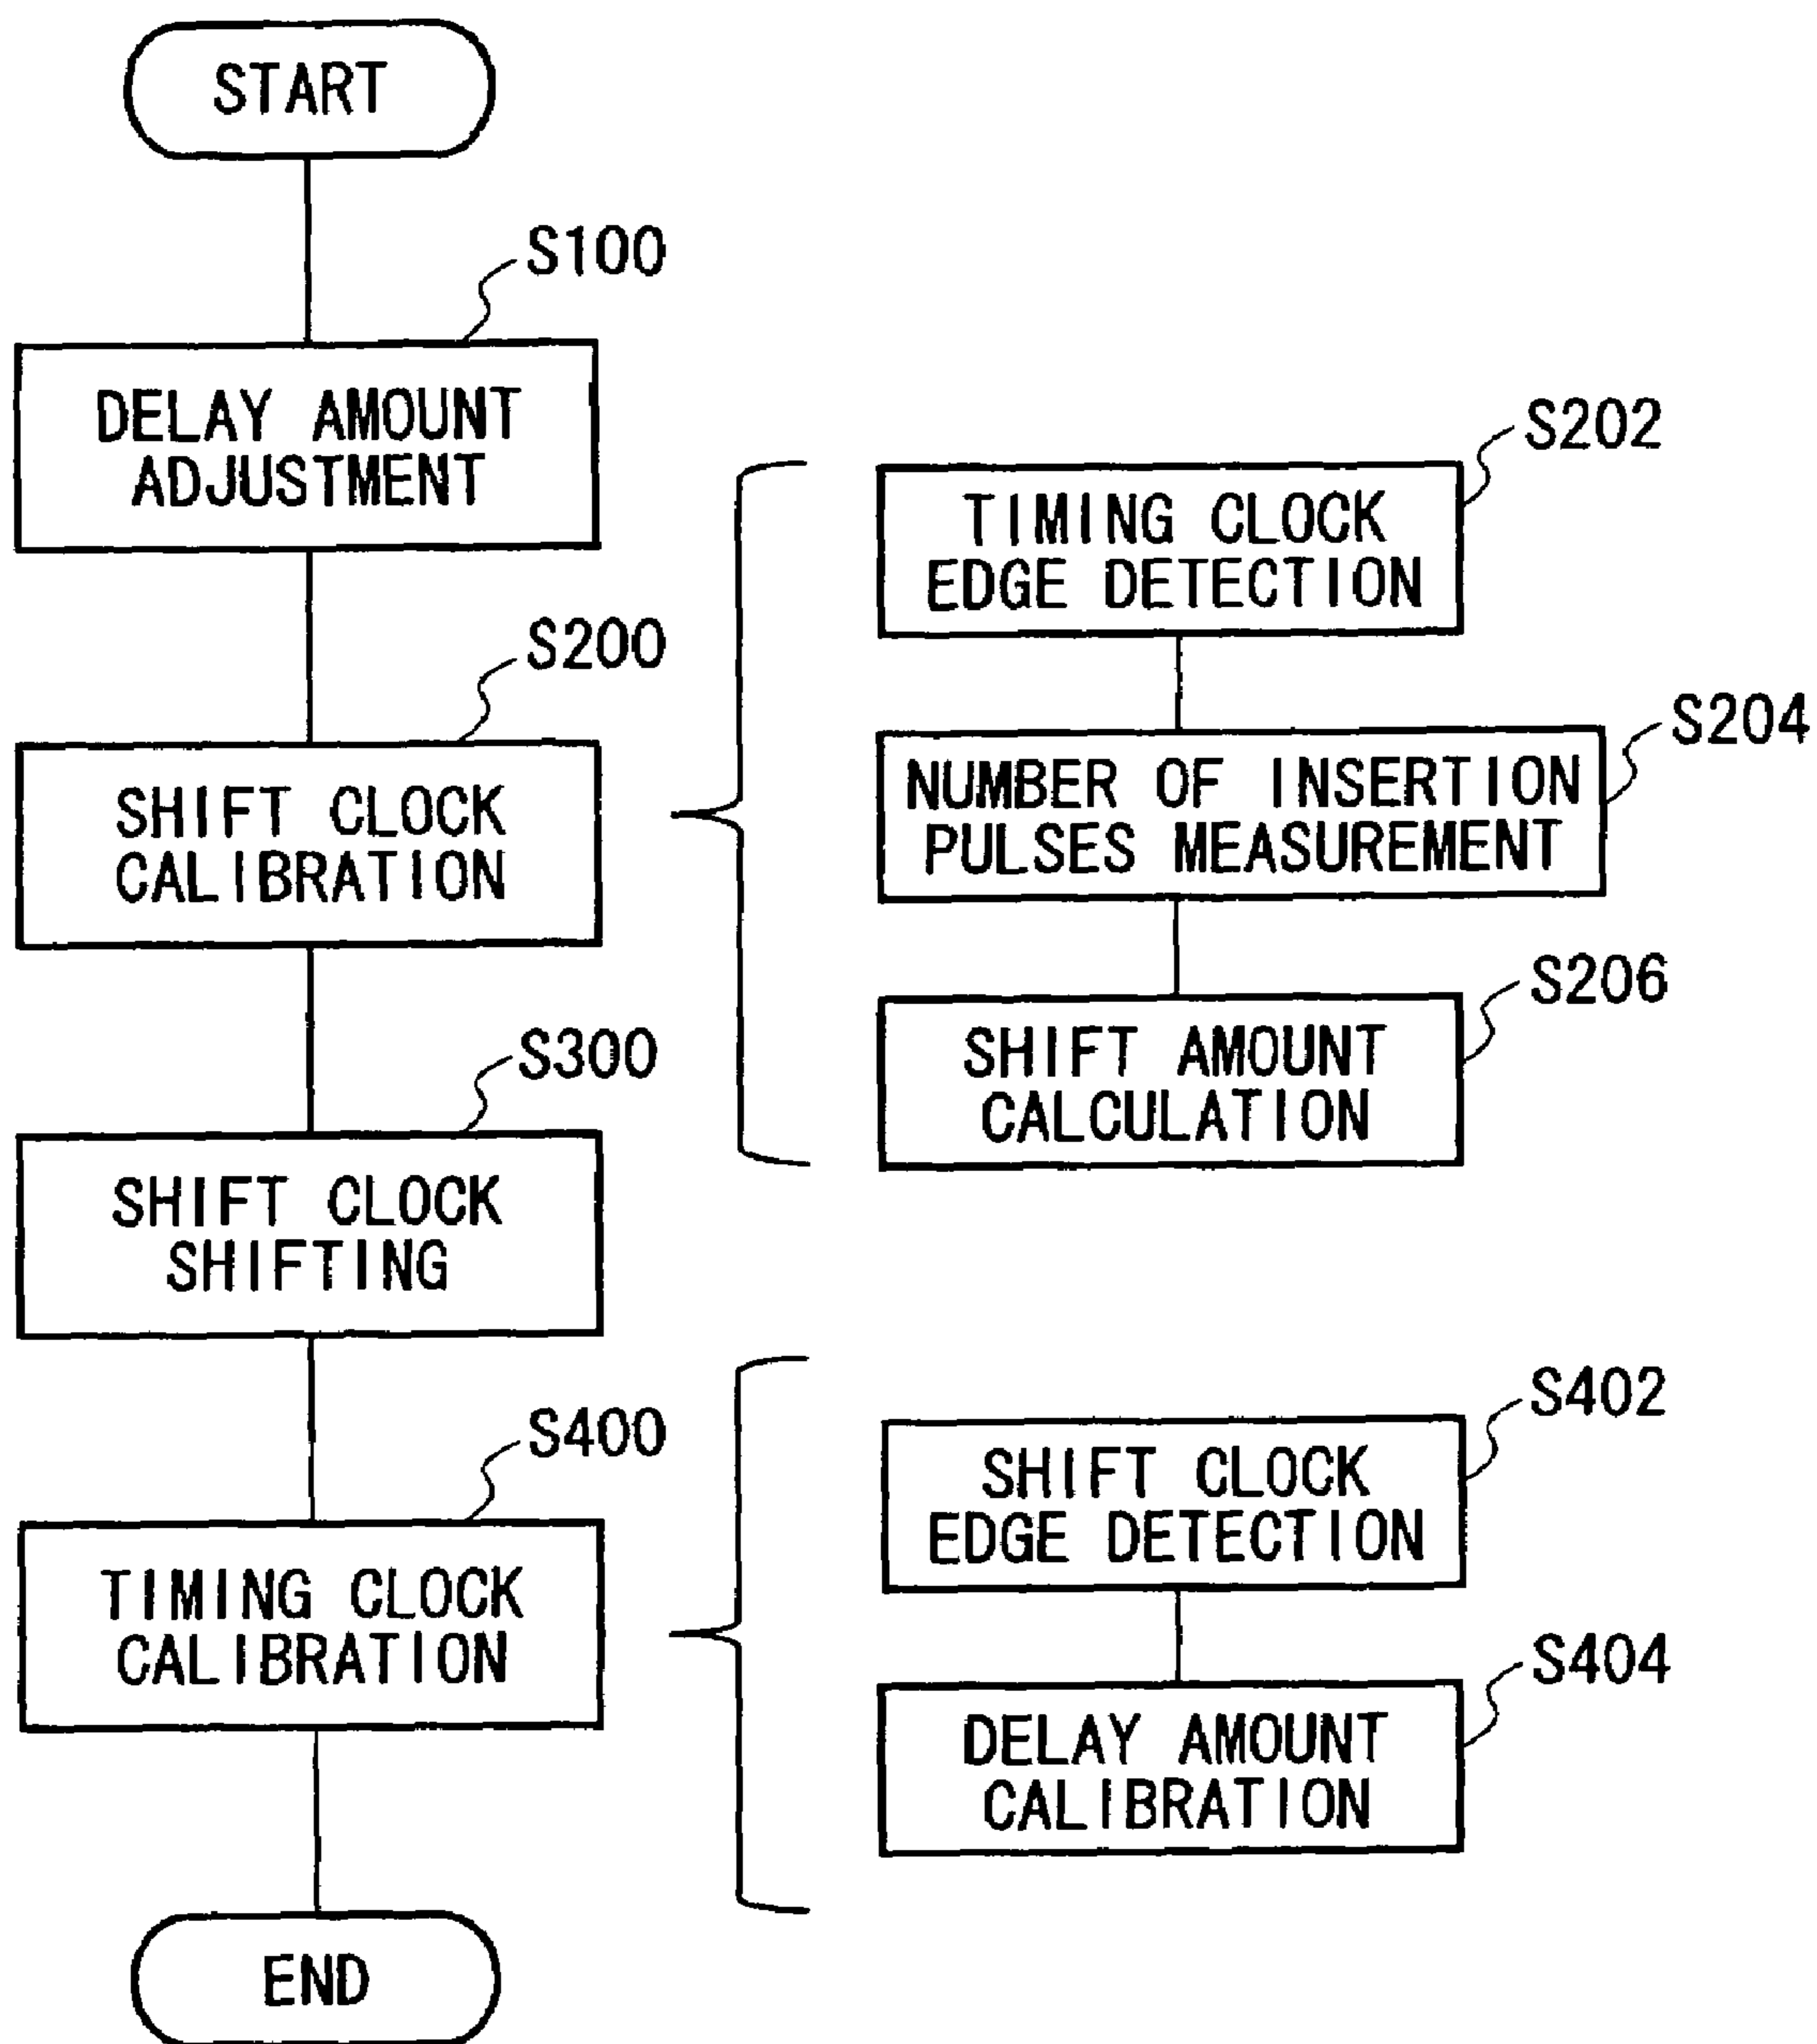 START
S100
DELAY AMOUNT
ADJUSTMENT
S200
SHIFT CLOCK
CALIBRATION
S202
TIMING CLOCK
EDGE DETECTION
S204
NUMBER OF INSERTION
PULSES MEASUREMENT
S206
SHIFT AMOUNT
CALCULATION
S300
SHIFT CLOCK
SHIFTING
S400
TIMING CLOCK
CALIBRATION
S402
SHIFT CLOCK
EDGE DETECTION
S404
DELAY AMOUNT
CALIBRATION
END